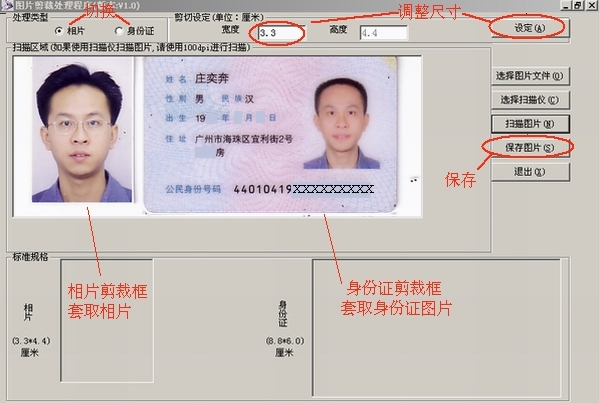 图片剪裁处理程序(版本:V1.0)
处理类型
切换
相片
身份证
剪切设定(单位:厘米)
宽度
3.3
高度
4.4
调整尺寸
设定(A)
扫描区域(如果使用扫描仪扫描图片,请使用100dpi进行扫描)
选择图片文件(O)
选择扫描仪(C)
扫描图片(N)
保存图片(S)
退出(X)
保存
姓名 庄奕奔
性别 男 民族 汉
出生 19 年 月 日
住址 广州市海珠区宜利街2号
房
公民身份号码 44010419XXXXXXXXXX
相片剪裁框
套取相片
身份证剪裁框
套取身份证图片
标准规格
相片
(3.3*4.4)
厘米
身份证
(8.8*6.0)
厘米